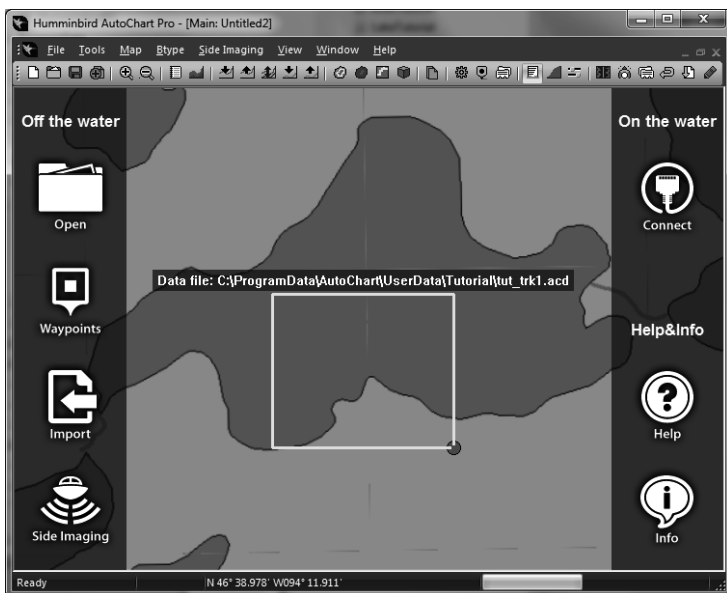 Humminbird AutoChart Pro - [Main: Untitled2]
File Tools Map Btype Side Imaging View Window Help
Off the water
On the water
Open
Connect
Data file: C:\ProgramData\AutoChart\UserData\Tutorial\tut_trk1.acd
Waypoints
Help&Info
Import
Help
Side Imaging
Info
Ready
N 46° 38.978' W094° 11.911'